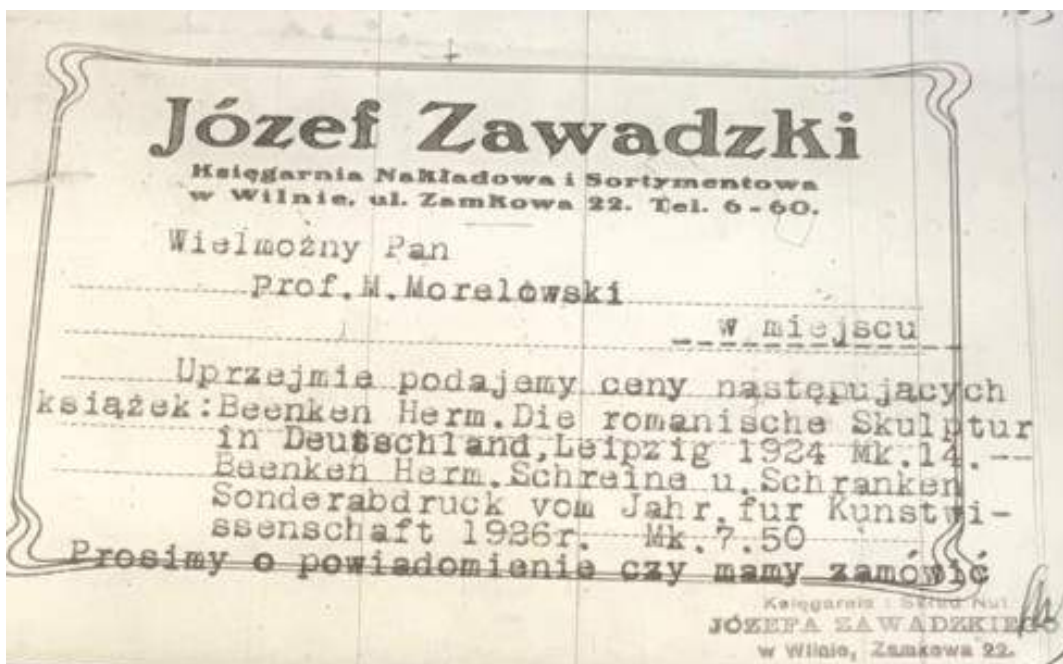 Józef Zawadzki
Księgarnia Nakładowa i Sortymentowa
w Wilnie, ul. Zamkowa 22. Tel. 6-60.
Wielmożny Pan
Prof.M.Morelowski
w miejscu
Uprzejmie podajemy ceny następujących
książek:Beenken Herm.Die romanische Skulptur
in Deutschland,Leipzig 1924 Mk.14.--
Beenken Herm.Schreine u.Schranken
Sonderabdruck vom Jahr.fur Kunstwi-
ssenschaft 1926r. Mk.7.50
Prosimy o powiadomienie czy mamy zamówić
Księgarnia i Skład Nut
JÓZEFA ZAWADZKIEGO
w Wilnie, Zamkowa 22.